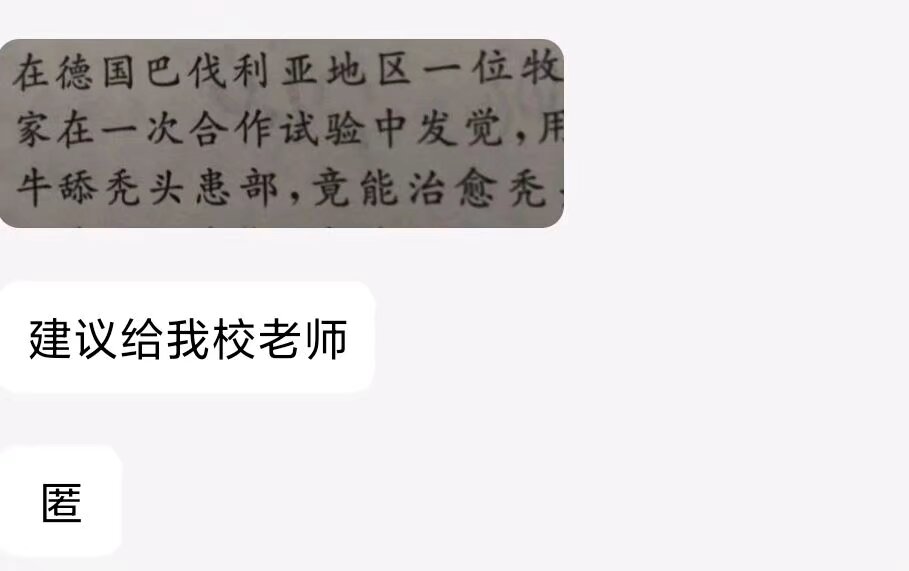 在德国巴伐利亚地区一位牧
家在一次合作试验中发觉,用
牛舔秃头患部,竟能治愈秃
建议给我校老师
匿